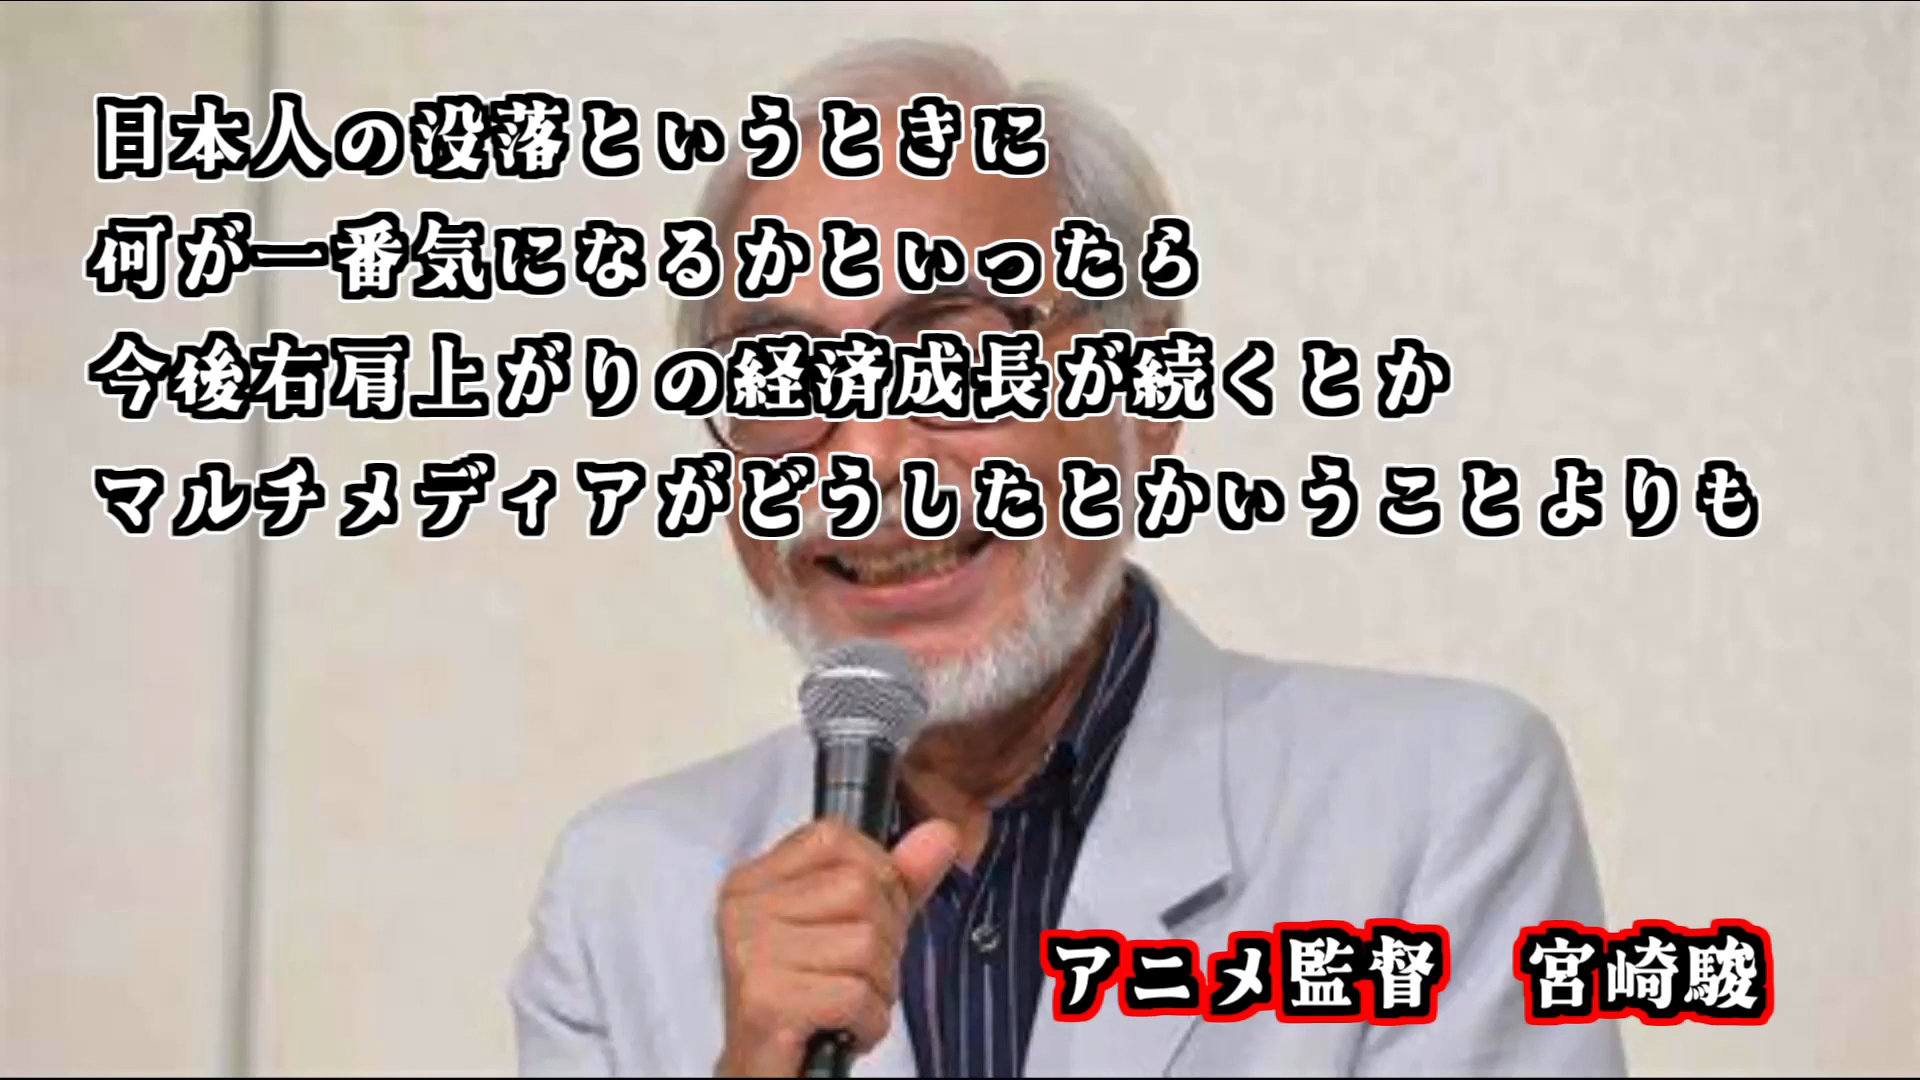 日本人の没落というときに
何が一番気になるかといったら
今後右肩上がりの経済成長が続くとか
マルチメディアがどうしたとかいうことよりも
アニメ監督　宮崎駿